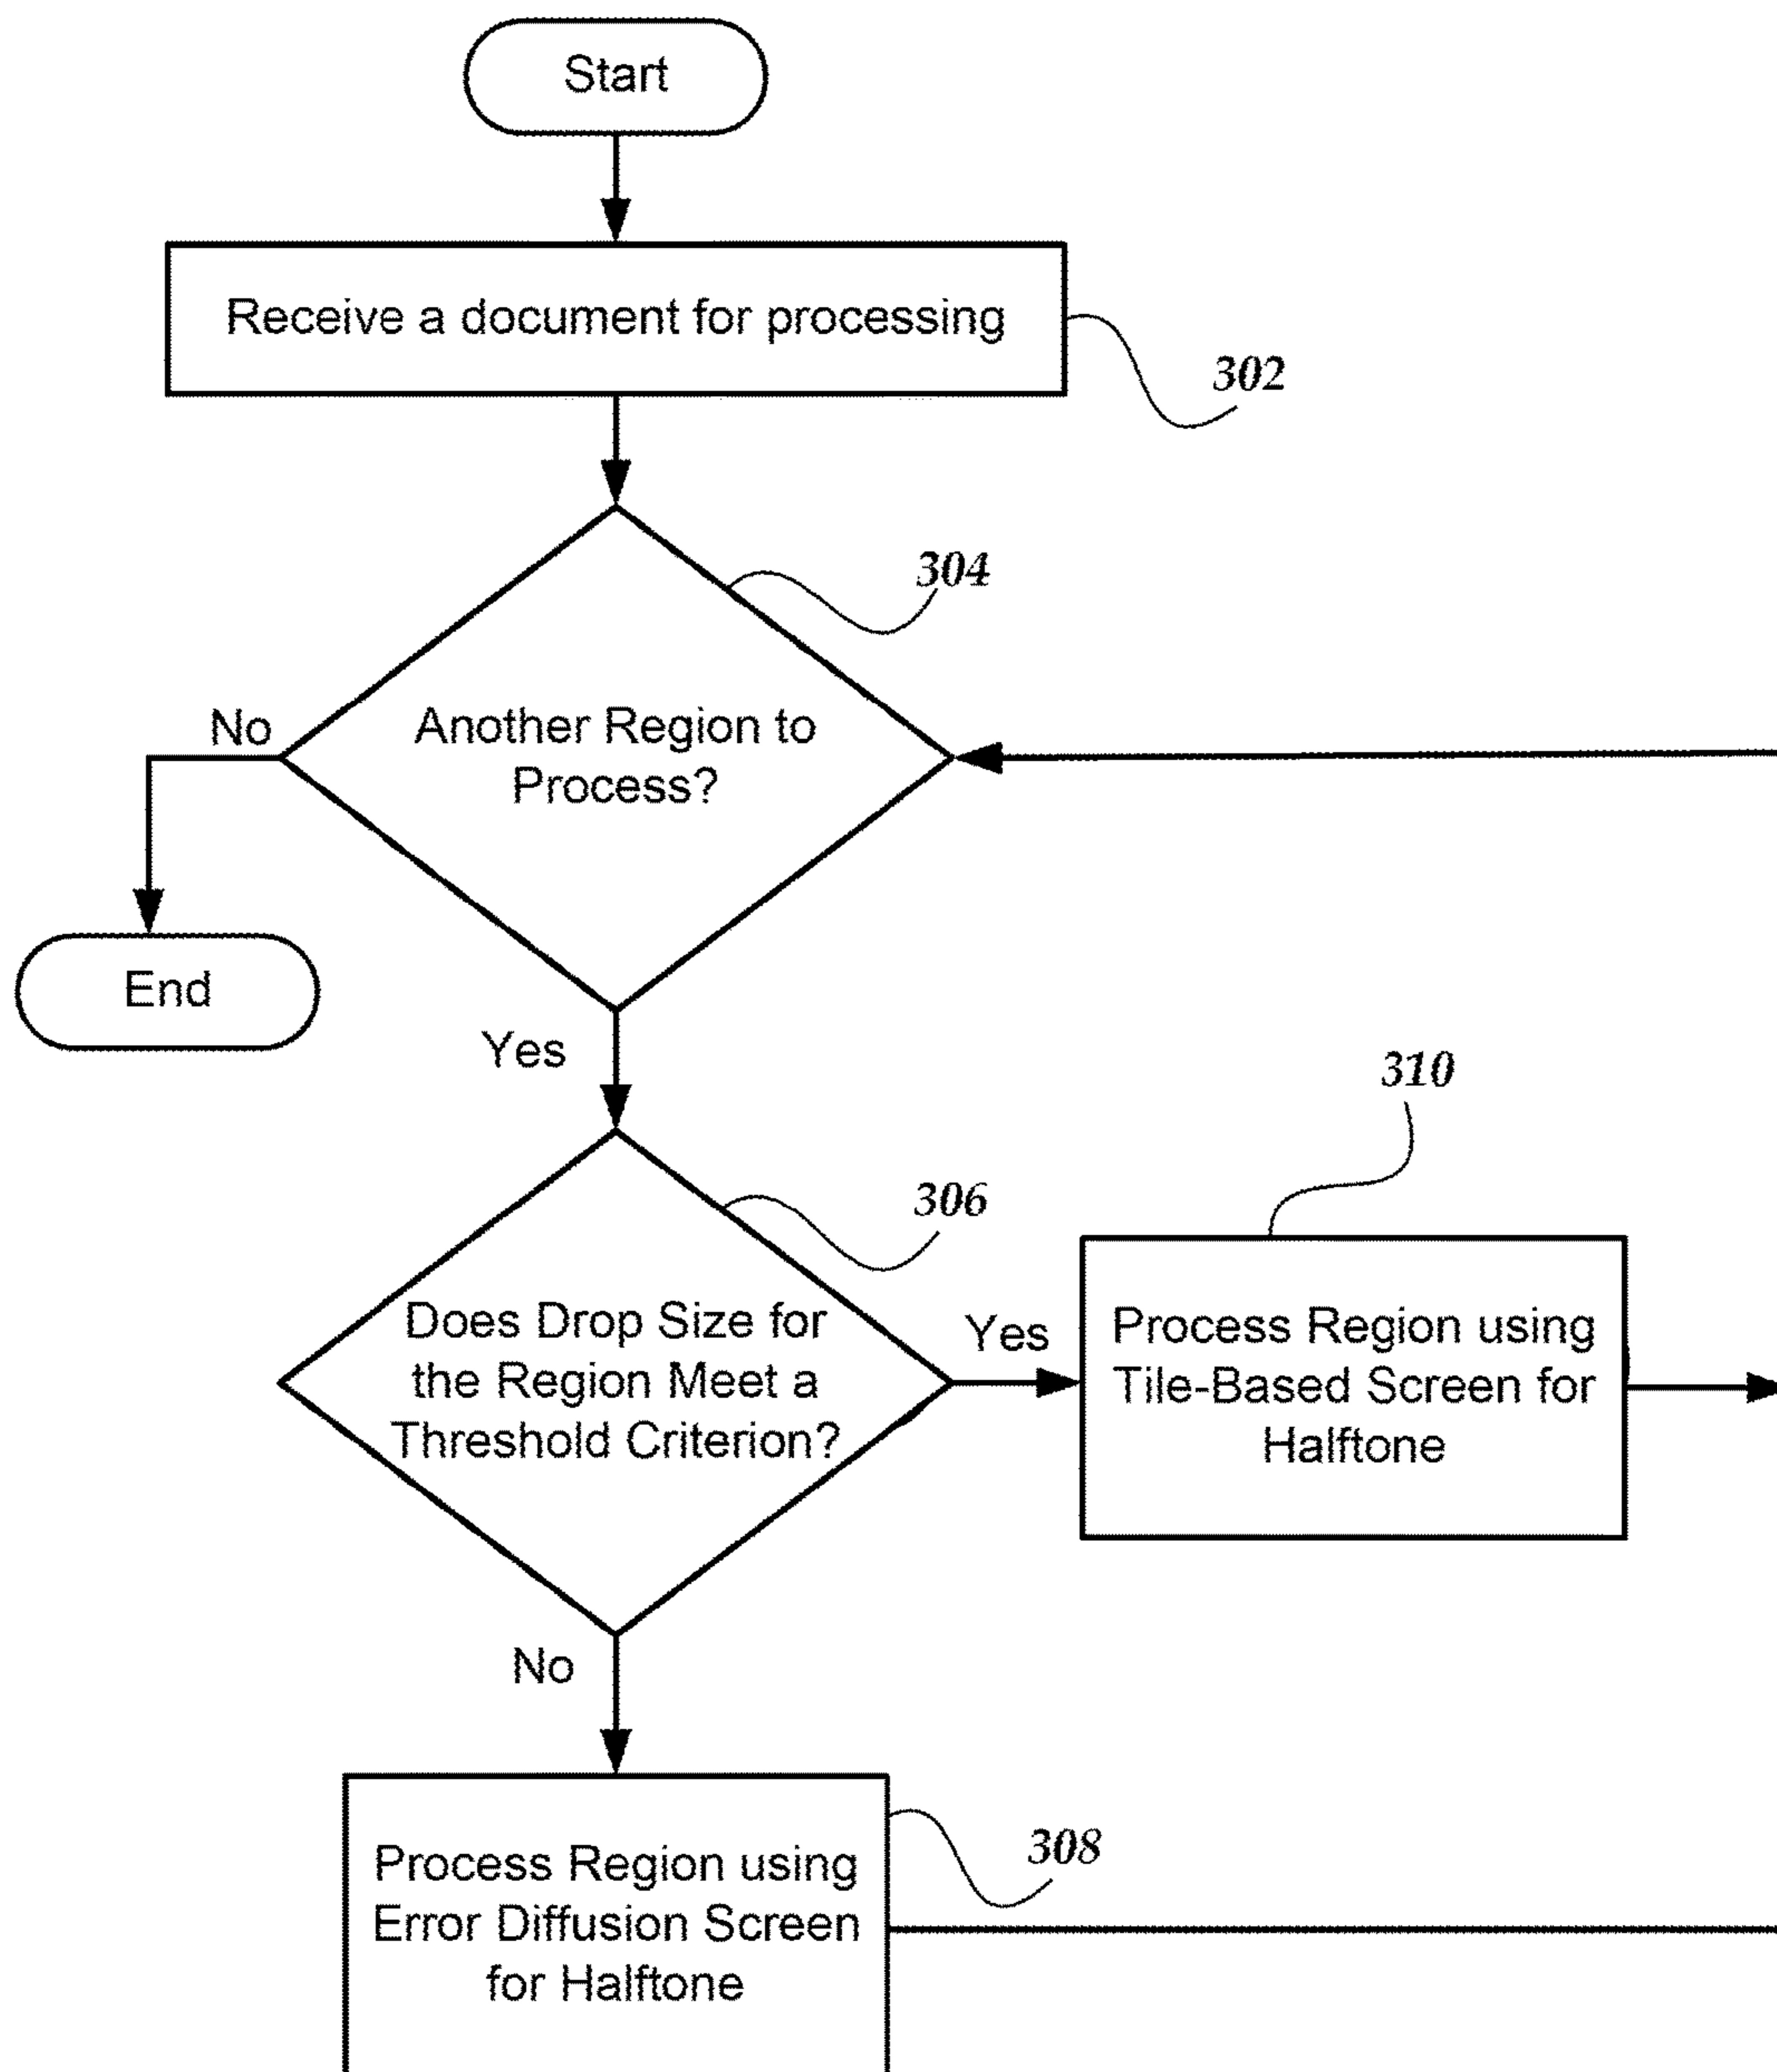 Start
Receive a document for processing
302
304
Another Region to
Process?
No
End
Yes
306
310
Does Drop Size for
the Region Meet a
Threshold Criterion?
Yes
Process Region using
Tile-Based Screen for
Halftone
No
308
Process Region using
Error Diffusion Screen
for Halftone